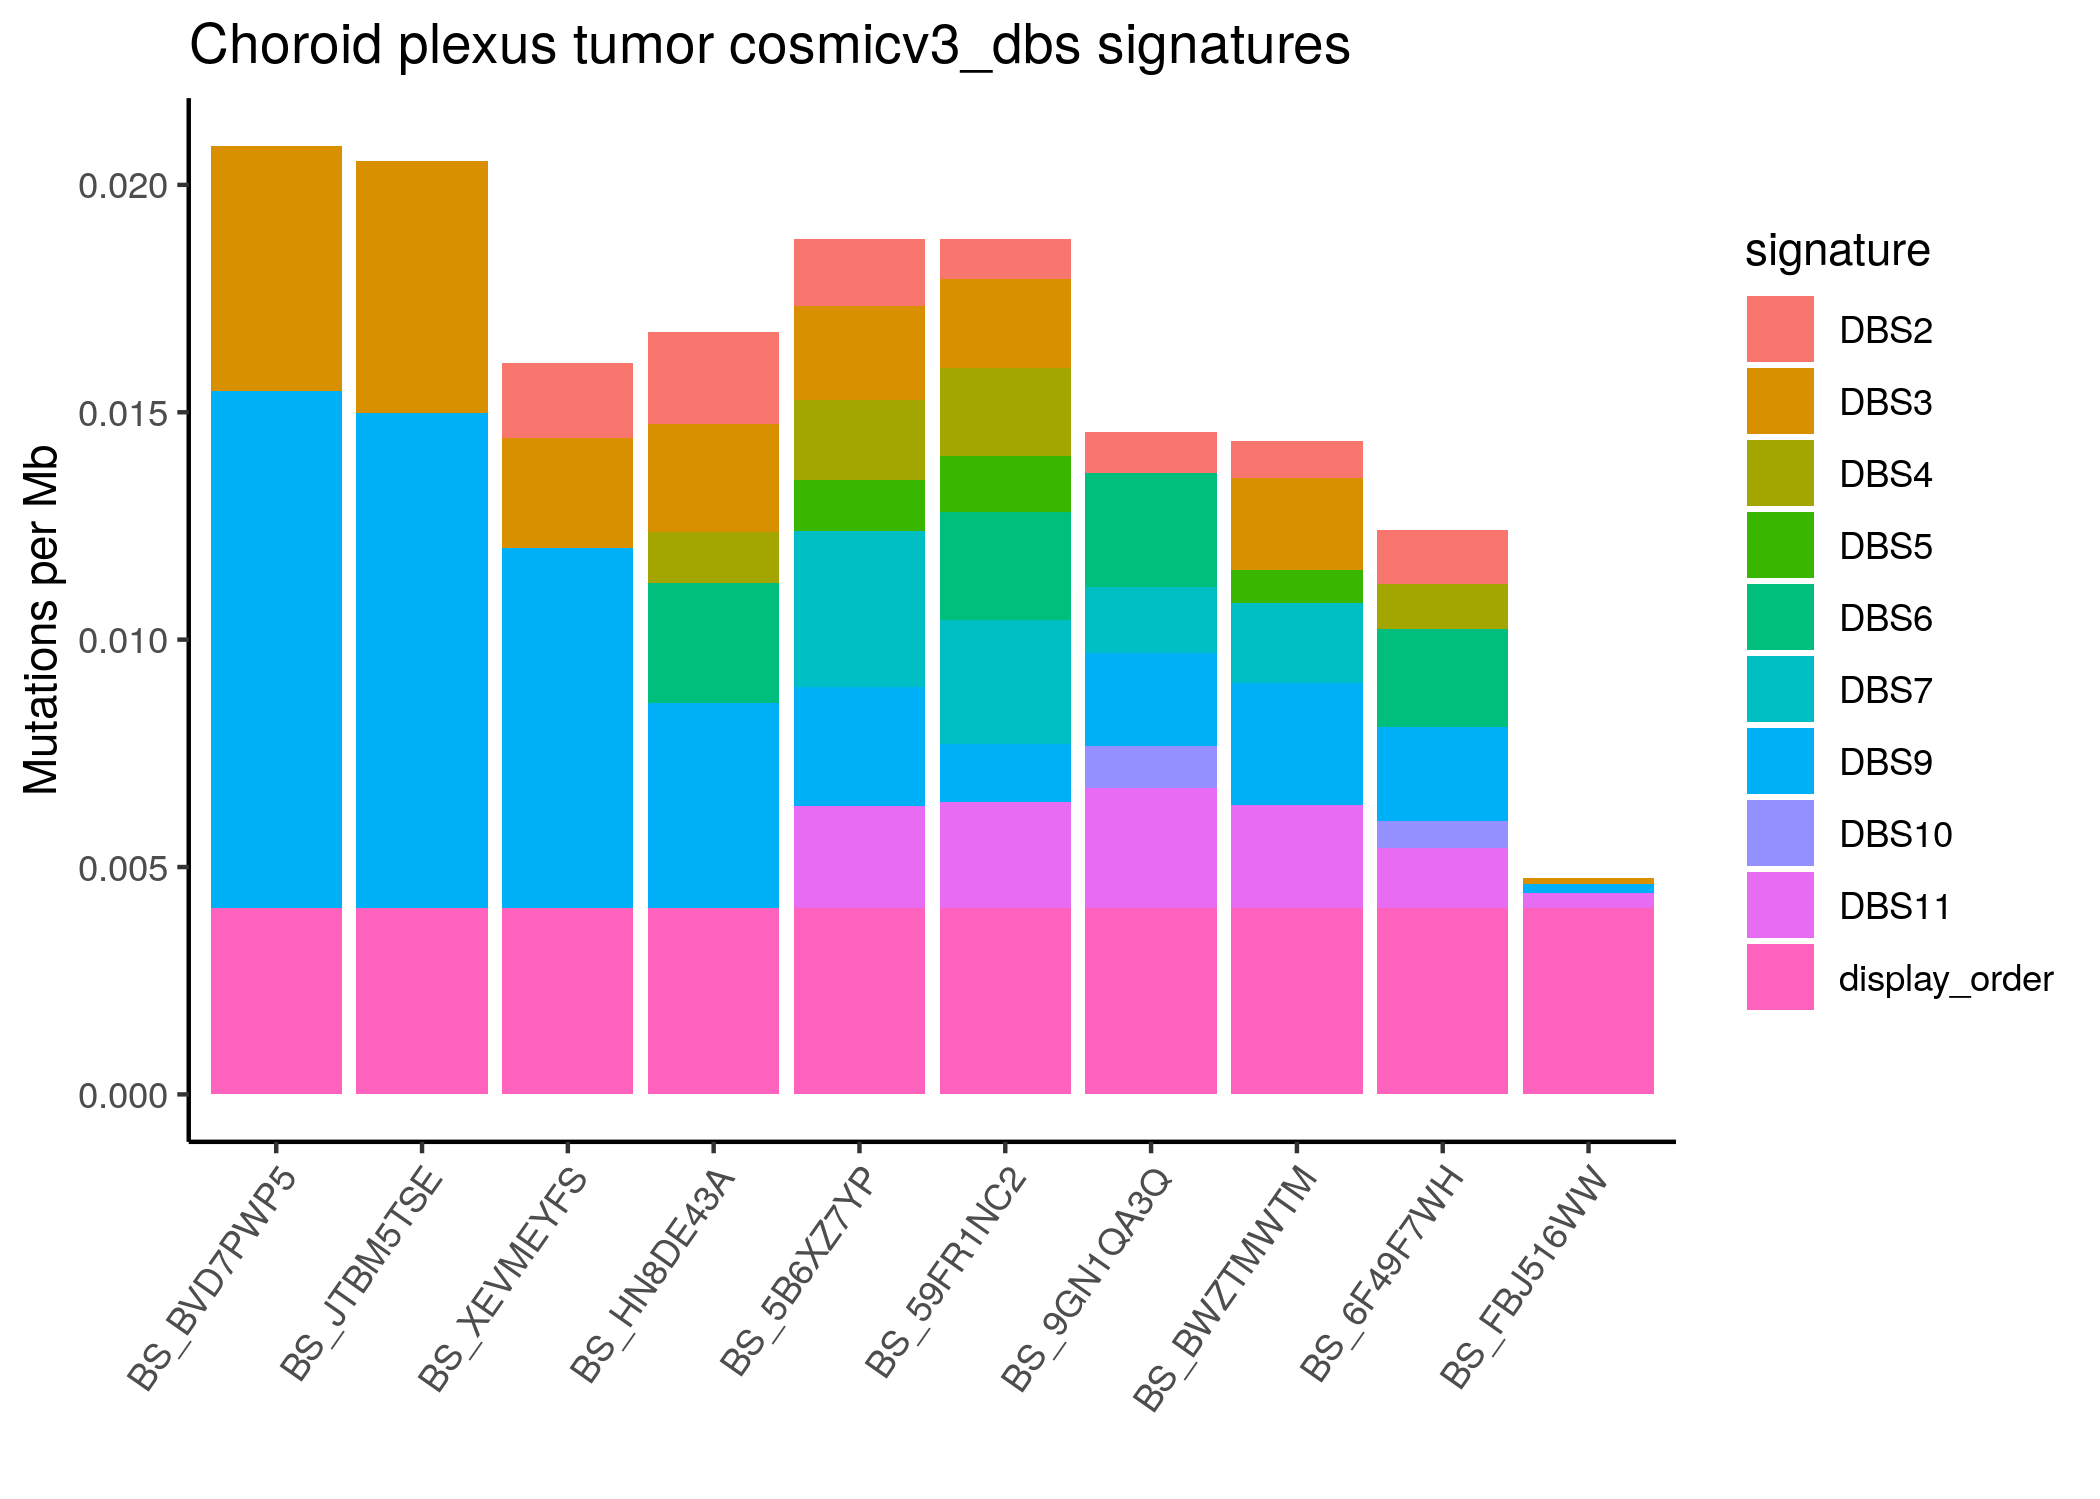 Choroid plexus tumor cosmicv3_dbs signatures
Mutations per Mb
0.020
0.015
0.010
0.005
0.000
BS_BVD7PWP5
BS_JTBM5TSE
BS_XEVMEYFS
BS_HN8DE43A
BS_5B6XZ7YP
BS_59FR1NC2
BS_9GN1QA3Q
BS_BWZTMWTM
BS_6F49F7WH
BS_FBJ516WW
signature
DBS2
DBS3
DBS4
DBS5
DBS6
DBS7
DBS9
DBS10
DBS11
display_order